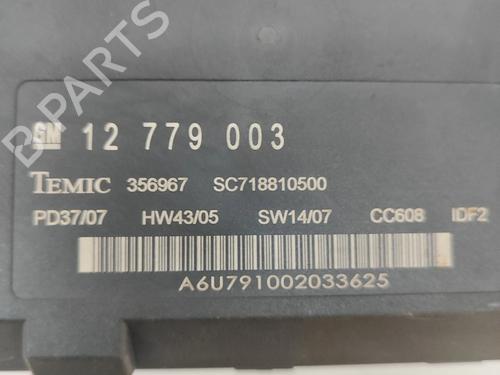 B-PARTS
GM 12 779 003
TEMIC 356967 SC718810500
PD37/07 HW43/05 SW14/07 CC608 IDF2
A6U791002033625